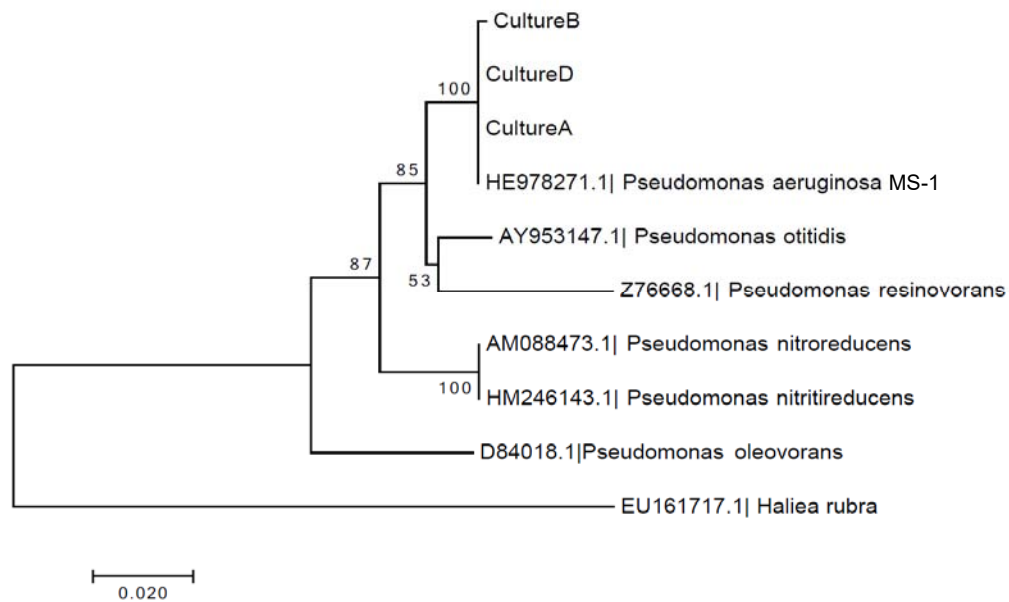 CultureB
CultureD
100
CultureA
85
HE978271.1| Pseudomonas aeruginosa MS-1
AY953147.1| Pseudomonas otitidis
87
53
Z76668.1| Pseudomonas resinovorans
AM088473.1| Pseudomonas nitroreducens
100
HM246143.1| Pseudomonas nitritireducens
D84018.1|Pseudomonas oleovorans
EU161717.1| Haliea rubra
0.020